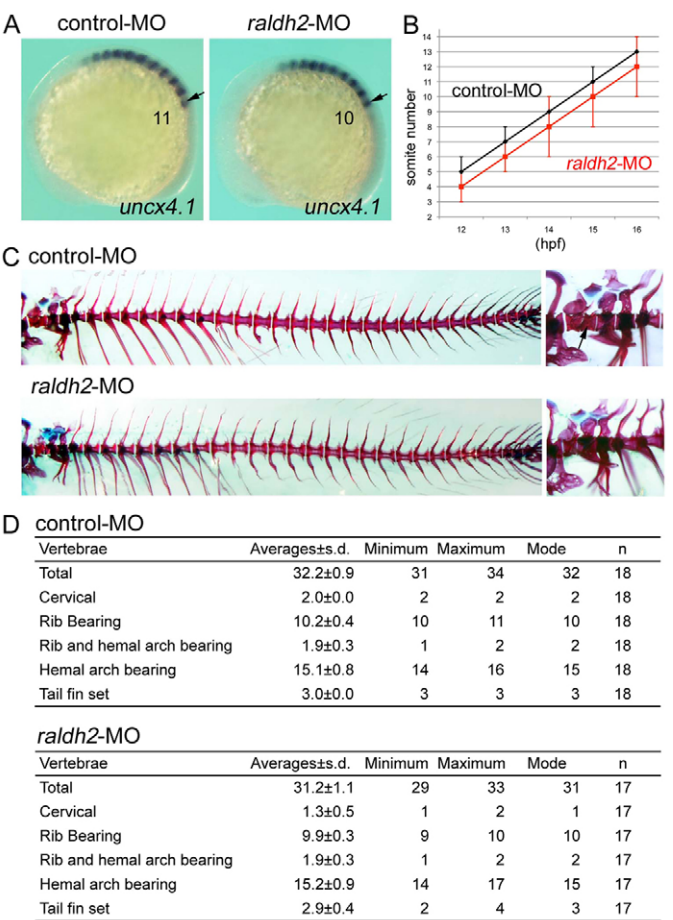 A control-MO raldh2-MO B
11
10
uncx4.1
uncx4.1
somite number
14
13
12
11
10
9
8
7
6
5
4
3
2
control-MO
raldh2-MO
12 13 14 15 16
(hpf)
C control-MO
raldh2-MO
D control-MO
Vertebrae Averages±s.d. Minimum Maximum Mode n
Total 32.2±0.9 31 34 32 18
Cervical 2.0±0.0 2 2 2 18
Rib Bearing 10.2±0.4 10 11 10 18
Rib and hemal arch bearing 1.9±0.3 1 2 2 18
Hemal arch bearing 15.1±0.8 14 16 15 18
Tail fin set 3.0±0.0 3 3 3 18
raldh2-MO
Vertebrae Averages±s.d. Minimum Maximum Mode n
Total 31.2±1.1 29 33 31 17
Cervical 1.3±0.5 1 2 1 17
Rib Bearing 9.9±0.3 9 10 10 17
Rib and hemal arch bearing 1.9±0.3 1 2 2 17
Hemal arch bearing 15.2±0.9 14 17 15 17
Tail fin set 2.9±0.4 2 4 3 17